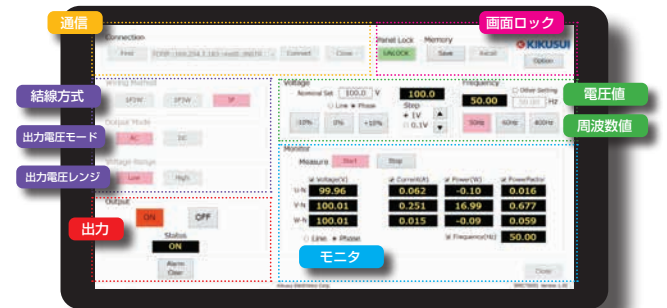 通信
画面ロック
Connection
Find
Connect
Close
Panel Lock
Memory
UNLOCK
Save
Recall
KIKUSUI
Option
結線方式
Wiring Method
1P2W
1P3W
3P
出力電圧モード
Output Mode
AC
DC
出力電圧レンジ
Voltage Range
Low
High
Voltage
Nominal Set
100.0 V
Line Phase
-10%
0%
+10%
100.0
Step
1V
0.1V
Frequency
50.00
Other Setting
50.00 Hz
50Hz
60Hz
400Hz
電圧値
周波数値
出力
Output
ON
OFF
Status
ON
Alarm
Clear
Monitor
Measure
Start
Stop
Voltage(V) Current(A) Power(W) PowerFactor
U-N 99.96 0.062 -0.10 0.016
V-N 100.01 0.251 16.99 0.677
W-N 100.01 0.015 -0.09 0.059
Line Phase
Frequency(Hz) 50.00
モニタ
Close
Kikusui Electronics Corp.